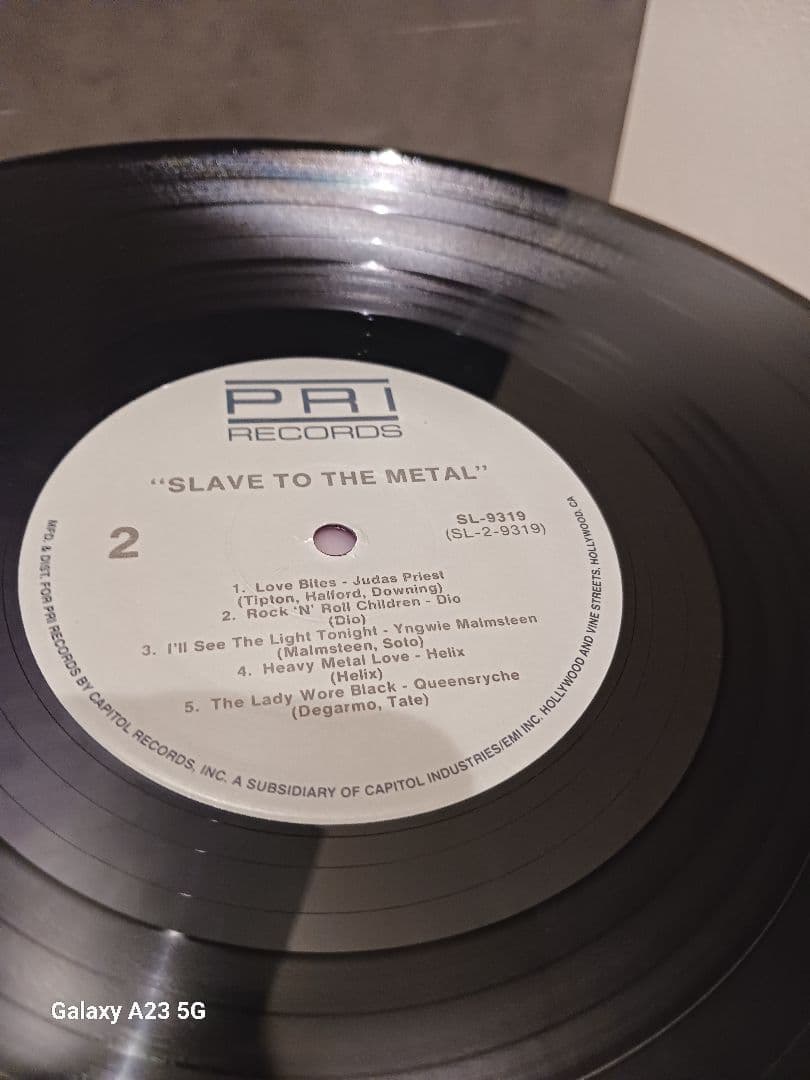 PRI
RECORDS
“SLAVE TO THE METAL”
2
SL-9319
(SL-2-9319)
1. Love Bites - Judas Priest
(Tipton, Halford, Downing)
2. Rock ‘N’ Roll Children - Dio
(Dio)
3. I'll See The Light Tonight - Yngwie Malmsteen
(Malmsteen, Soto)
4. Heavy Metal Love - Helix
(Helix)
5. The Lady Wore Black - Queensryche
(Degarmo, Tate)
MFD. & DIST. FOR PRI RECORDS BY CAPITOL RECORDS, INC. A SUBSIDIARY OF CAPITOL INDUSTRIES/EMI INC. HOLLYWOOD AND VINE STREETS. HOLLYWOOD. CA
Galaxy A23 5G